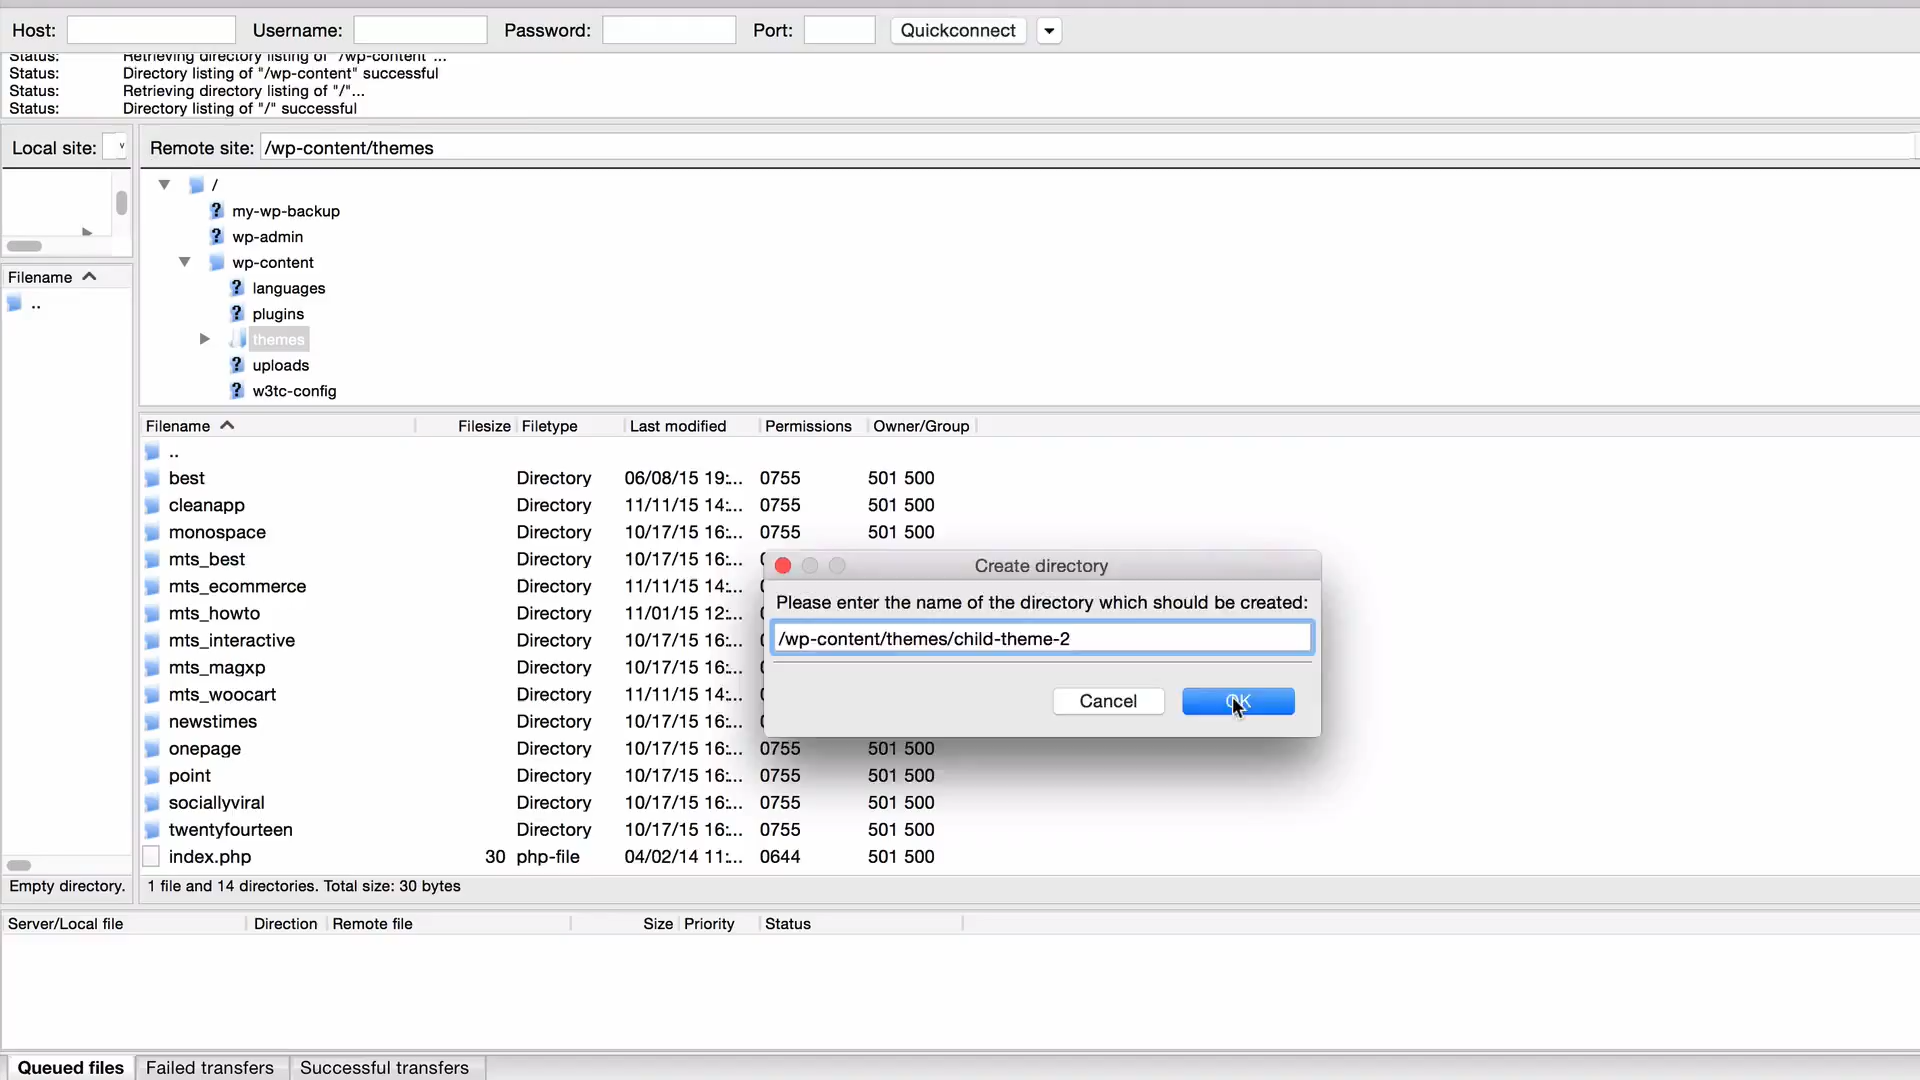 Host: Username: Password: Port: Quickconnect
Status: Retrieving directory listing of "/wp-content"...
Status: Directory listing of "/wp-content" successful
Status: Retrieving directory listing of "/"...
Status: Directory listing of "/" successful
Local site: Remote site: /wp-content/themes
/
my-wp-backup
wp-admin
wp-content
languages
plugins
themes
uploads
w3tc-config
Filename
..
Empty directory.
Filename Filesize Filetype Last modified Permissions Owner/Group
..
best Directory 06/08/15 19:... 0755 501 500
cleanapp Directory 11/11/15 14:... 0755 501 500
monospace Directory 10/17/15 16:... 0755 501 500
mts_best Directory 10/17/15 16:...
mts_ecommerce Directory 11/11/15 14:...
mts_howto Directory 11/01/15 12:...
mts_interactive Directory 10/17/15 16:...
mts_magxp Directory 10/17/15 16:...
mts_woocart Directory 11/11/15 14:...
newstimes Directory 10/17/15 16:...
onepage Directory 10/17/15 16:... 0755 501 500
point Directory 10/17/15 16:... 0755 501 500
sociallyviral Directory 10/17/15 16:... 0755 501 500
twentyfourteen Directory 10/17/15 16:... 0755 501 500
index.php 30 php-file 04/02/14 11:... 0644 501 500
1 file and 14 directories. Total size: 30 bytes
Create directory
Please enter the name of the directory which should be created:
/wp-content/themes/child-theme-2
Cancel OK
Server/Local file Direction Remote file Size Priority Status
Queued files Failed transfers Successful transfers